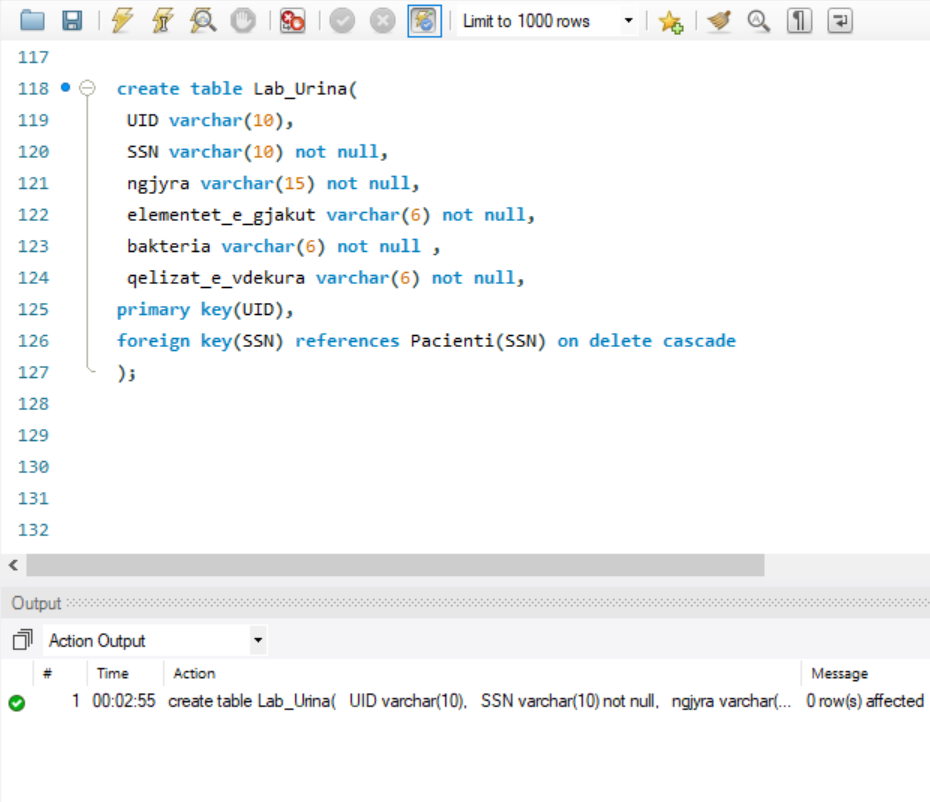 Limit to 1000 rows
117
118 create table Lab_Urina(
119 UID varchar(10),
120 SSN varchar(10) not null,
121 ngjyra varchar(15) not null,
122 elementet_e_gjakut varchar(6) not null,
123 bakteria varchar(6) not null ,
124 qelizat_e_vdekura varchar(6) not null,
125 primary key(UID),
126 foreign key(SSN) references Pacienti(SSN) on delete cascade
127 );
128
129
130
131
132
Output
Action Output
# Time Action Message
1 00:02:55 create table Lab_Urina( UID varchar(10), SSN varchar(10) not null, ngjyra varchar(... 0 row(s) affected